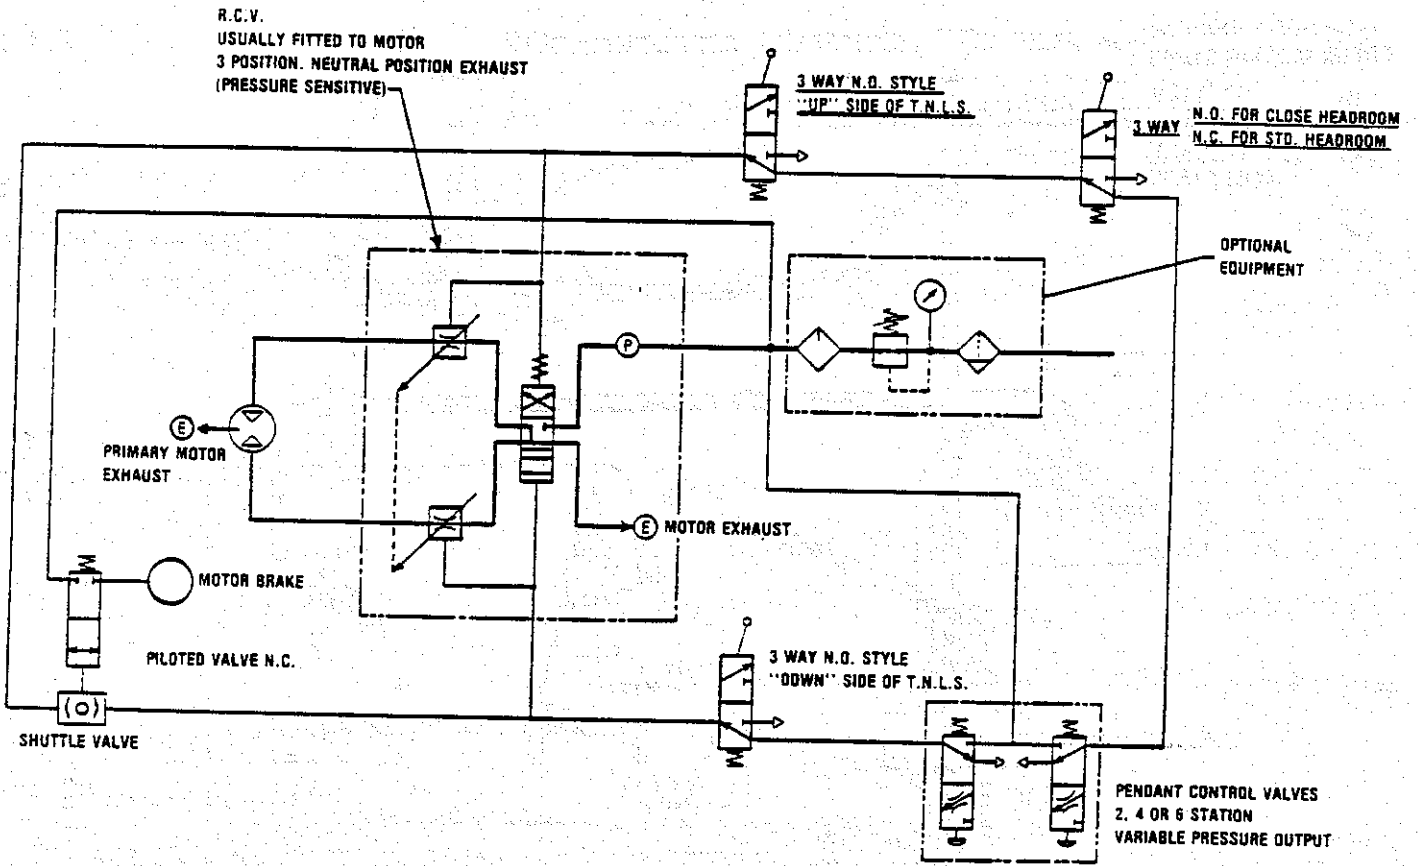 R.C.V.
USUALLY FITTED TO MOTOR
3 POSITION. NEUTRAL POSITION EXHAUST
(PRESSURE SENSITIVE)
3 WAY N.O. STYLE
"UP" SIDE OF T.N.L.S.
3 WAY
N.O. FOR CLOSE HEADROOM
N.C. FOR STD. HEADROOM
OPTIONAL
EQUIPMENT
P
E
PRIMARY MOTOR
EXHAUST
E
MOTOR EXHAUST
MOTOR BRAKE
PILOTED VALVE N.C.
SHUTTLE VALVE
3 WAY N.O. STYLE
"DOWN" SIDE OF T.N.L.S.
PENDANT CONTROL VALVES
2, 4 OR 6 STATION
VARIABLE PRESSURE OUTPUT